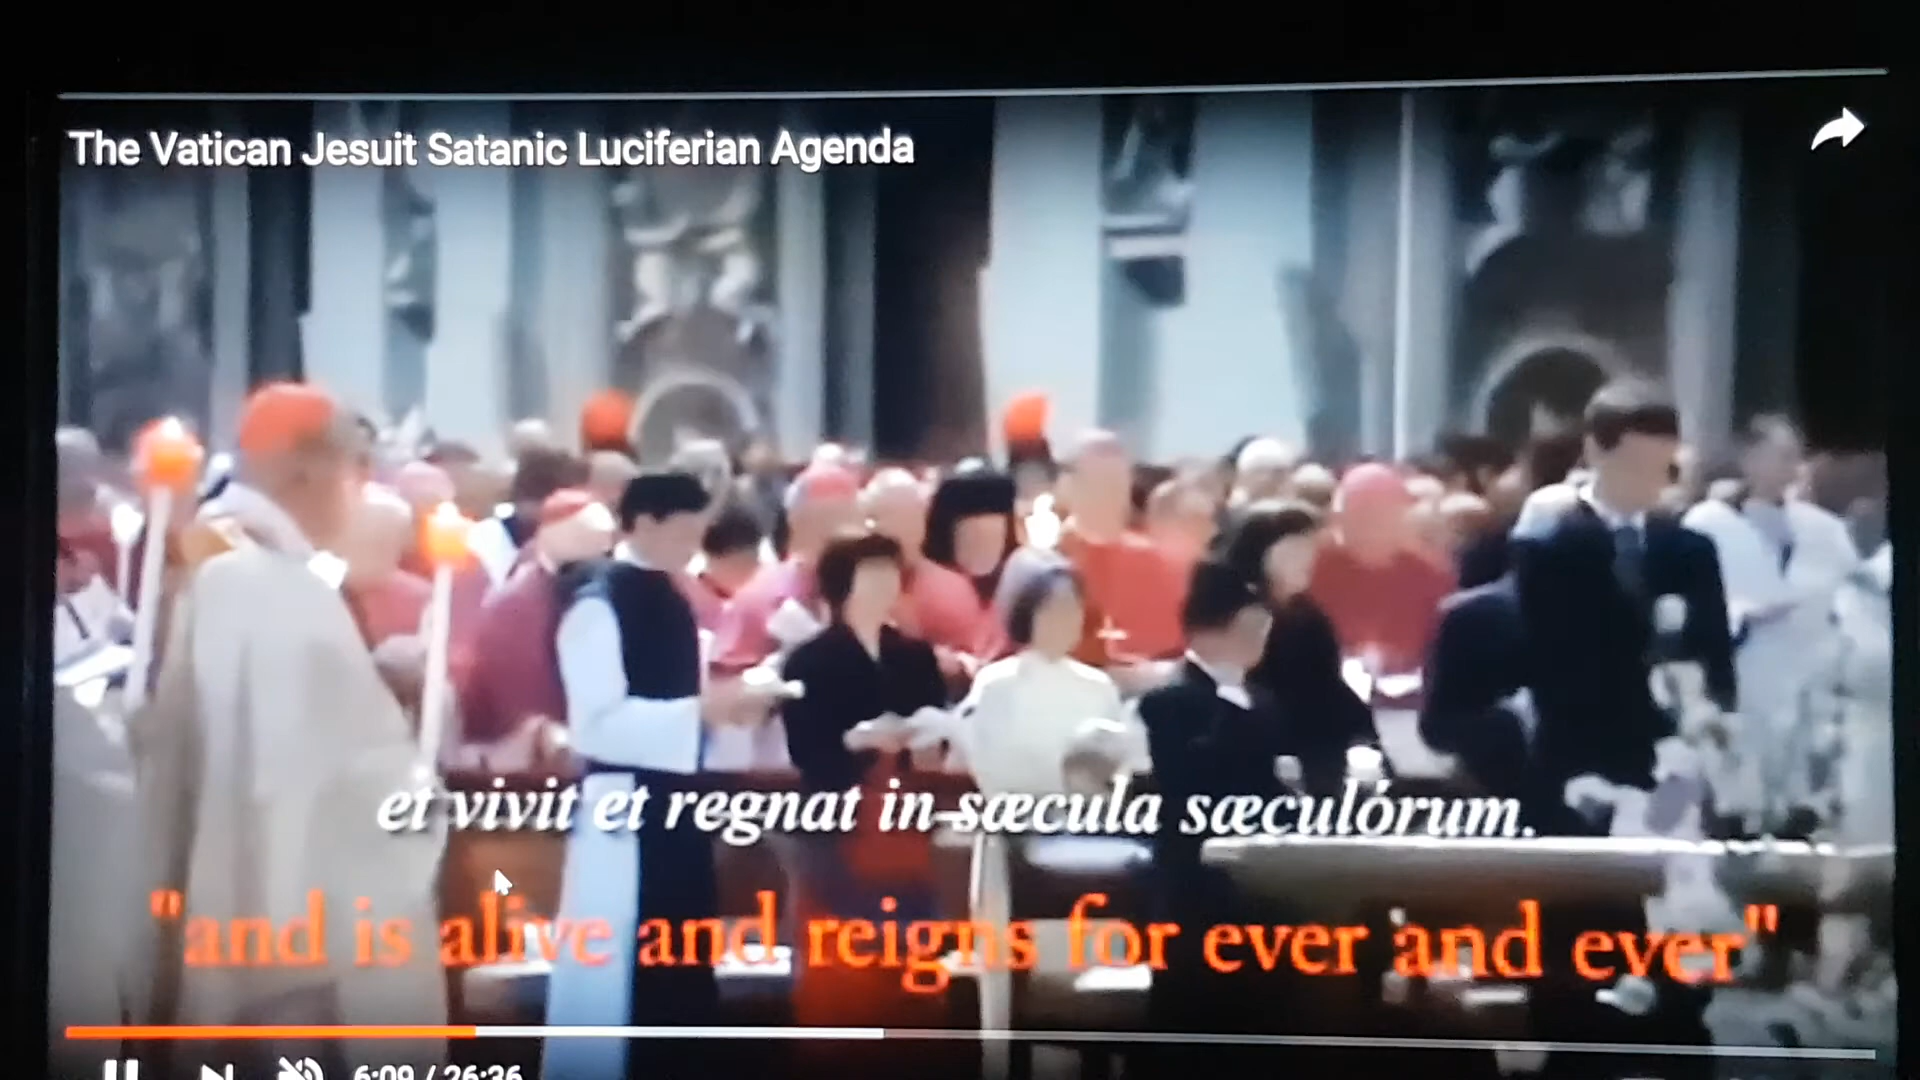 The Vatican Jesuit Satanic Luciferian Agenda
et vivit et regnat in sæcula sæculórum.
"and is alive and reigns for ever and ever"
6:09 / 26:36